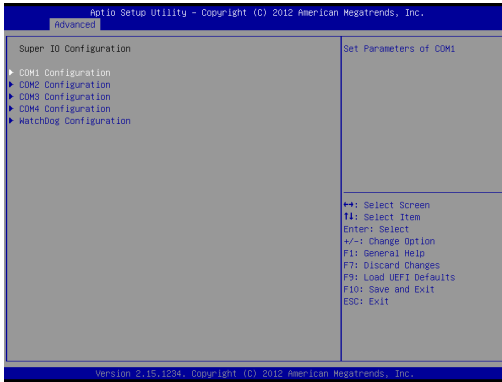 Aptio Setup Utility – Copyright (C) 2012 American Megatrends, Inc.
Advanced
Super IO Configuration
Set Parameters of COM1
▶ COM1 Configuration
▶ COM2 Configuration
▶ COM3 Configuration
▶ COM4 Configuration
▶ WatchDog Configuration
↔: Select Screen
↑↓: Select Item
Enter: Select
+/-: Change Option
F1: General Help
F7: Discard Changes
F9: Load UEFI Defaults
F10: Save and Exit
ESC: Exit
Version 2.15.1234. Copyright (C) 2012 American Megatrends, Inc.